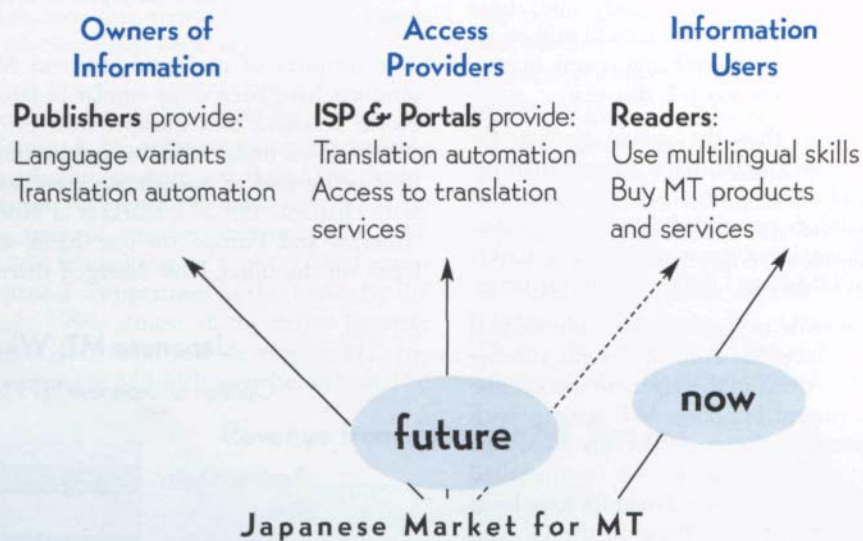 Owners of
Information
Publishers provide:
Language variants
Translation automation
Access
Providers
ISP & Portals provide:
Translation automation
Access to translation
services
Information
Users
Readers:
Use multilingual skills
Buy MT products
and services
future
now
Japanese Market for MT